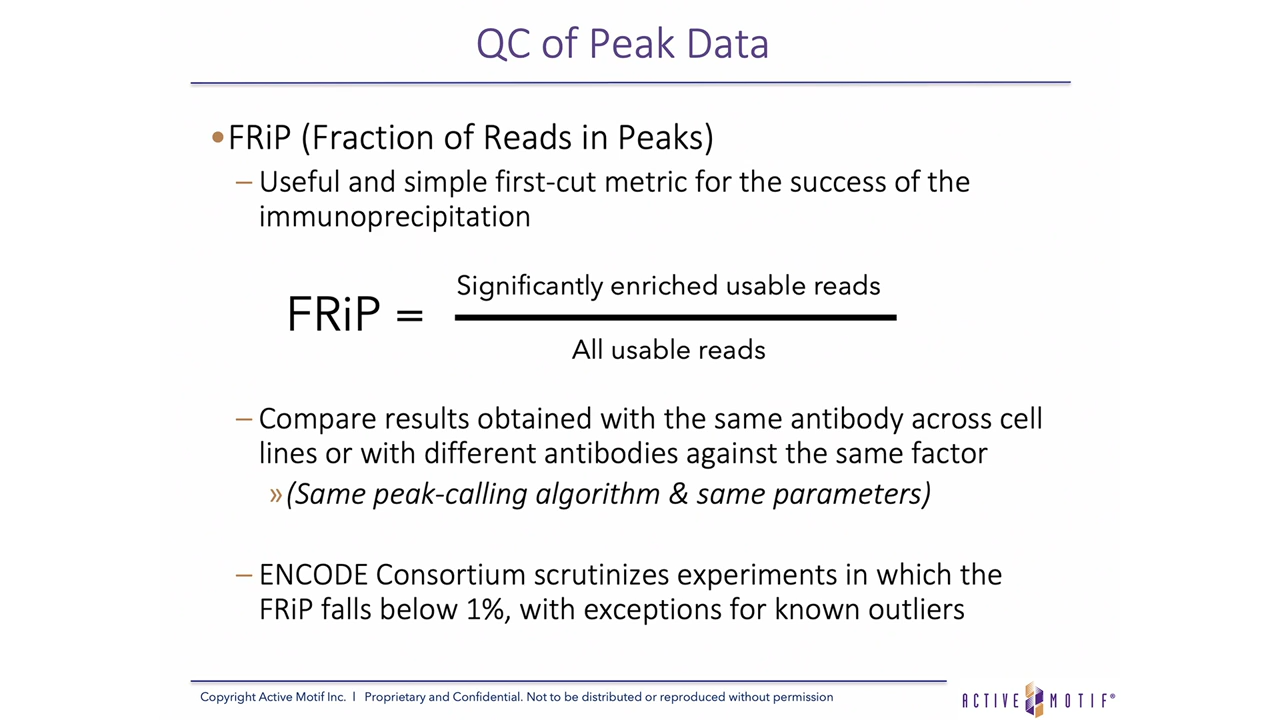 QC of Peak Data
•FRiP (Fraction of Reads in Peaks)
– Useful and simple first-cut metric for the success of the
immunoprecipitation
FRiP =
Significantly enriched usable reads
All usable reads
– Compare results obtained with the same antibody across cell
lines or with different antibodies against the same factor
»(Same peak-calling algorithm & same parameters)
– ENCODE Consortium scrutinizes experiments in which the
FRiP falls below 1%, with exceptions for known outliers
Copyright Active Motif Inc. I Proprietary and Confidential. Not to be distributed or reproduced without permission
ACTIVE MOTIF®